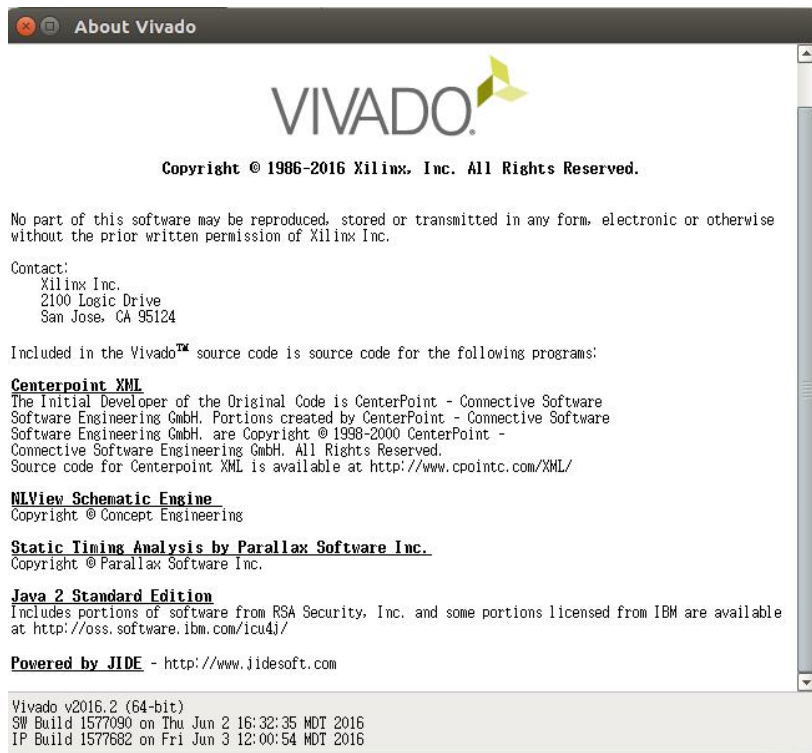 About Vivado
VIVADO.
Copyright © 1986-2016 Xilinx, Inc. All Rights Reserved.
No part of this software may be reproduced, stored or transmitted in any form, electronic or otherwise
without the prior written permission of Xilinx Inc.
Contact:
Xilinx Inc.
2100 Logic Drive
San Jose, CA 95124
Included in the Vivado™ source code is source code for the following programs:
Centerpoint XML
The Initial Developer of the Original Code is CenterPoint - Connective Software
Software Engineering GmbH. Portions created by CenterPoint - Connective Software
Software Engineering GmbH. are Copyright © 1998-2000 CenterPoint -
Connective Software Engineering GmbH. All Rights Reserved.
Source code for Centerpoint XML is available at http://www.cpointc.com/XML/
NLView Schematic Engine
Copyright © Concept Engineering
Static Timing Analysis by Parallax Software Inc.
Copyright © Parallax Software Inc.
Java 2 Standard Edition
Includes portions of software from RSA Security, Inc. and some portions licensed from IBM are available
at http://oss.software.ibm.com/icu4j/
Powered by JIDE - http://www.jidesoft.com
Vivado v2016.2 (64-bit)
SW Build 1577090 on Thu Jun 2 16:32:35 MDT 2016
IP Build 1577682 on Fri Jun 3 12:00:54 MDT 2016